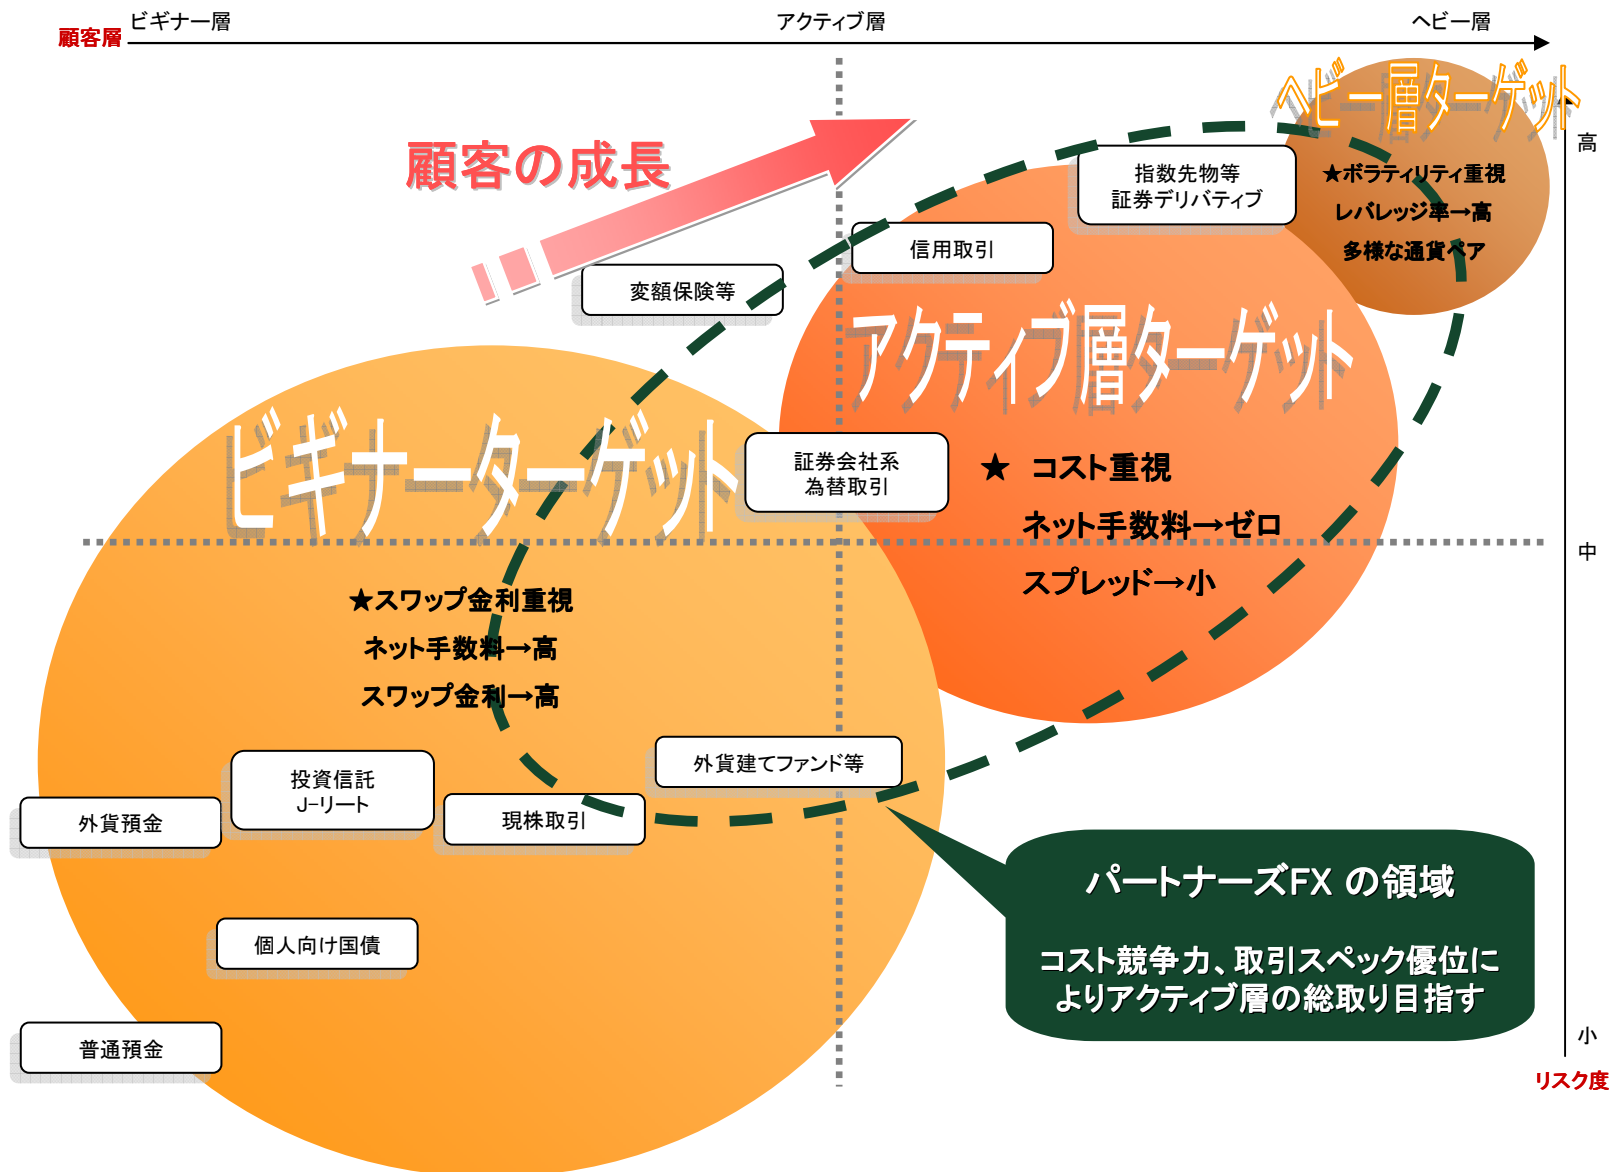 ビギナー層
アクティブ層
ヘビー層
顧客層
ヘビー層ターゲット
高
顧客の成長
指数先物等
証券デリバティブ
★ボラティリティ重視
レバレッジ率→高
多様な通貨ペア
信用取引
変額保険等
アクティブ層ターゲット
ビギナーターゲット
証券会社系
為替取引
★ コスト重視
ネット手数料→ゼロ
スプレッド→小
中
★スワップ金利重視
ネット手数料→高
スワップ金利→高
外貨建てファンド等
投資信託
J-リート
現株取引
外貨預金
パートナーズFX の領域
コスト競争力、取引スペック優位に
よりアクティブ層の総取り目指す
個人向け国債
普通預金
小
リスク度